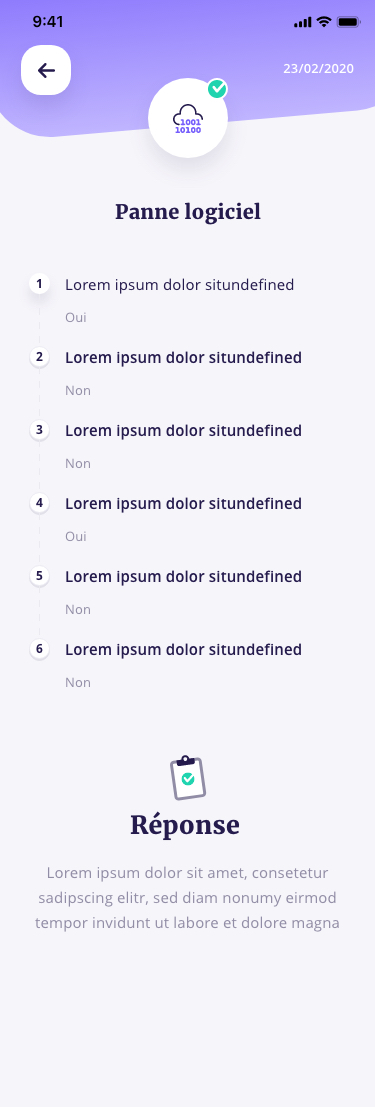 9:41
23/02/2020
1001
10100
Panne logiciel
1 Lorem ipsum dolor situndefined
Oui
2 Lorem ipsum dolor situndefined
Non
3 Lorem ipsum dolor situndefined
Non
4 Lorem ipsum dolor situndefined
Oui
5 Lorem ipsum dolor situndefined
Non
6 Lorem ipsum dolor situndefined
Non
Réponse
Lorem ipsum dolor sit amet, consetetur
sadipscing elitr, sed diam nonumy eirmod
tempor invidunt ut labore et dolore magna